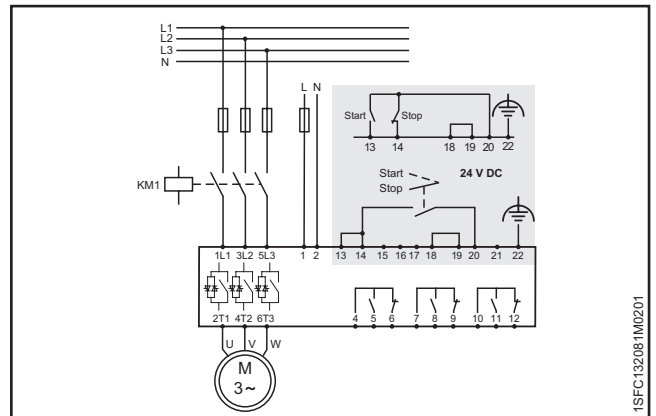 L1
L2
L3
N
L N
Start Stop
13 14 18 19 20 22
KM1
Start
Stop
24 V DC
1L1 3L2 5L3 1 2 13 14 15 16 17 18 19 20 21 22
2T1 4T2 6T3 4 5 6 7 8 9 10 11 12
U V W
M
3~
1SFC132081M0201